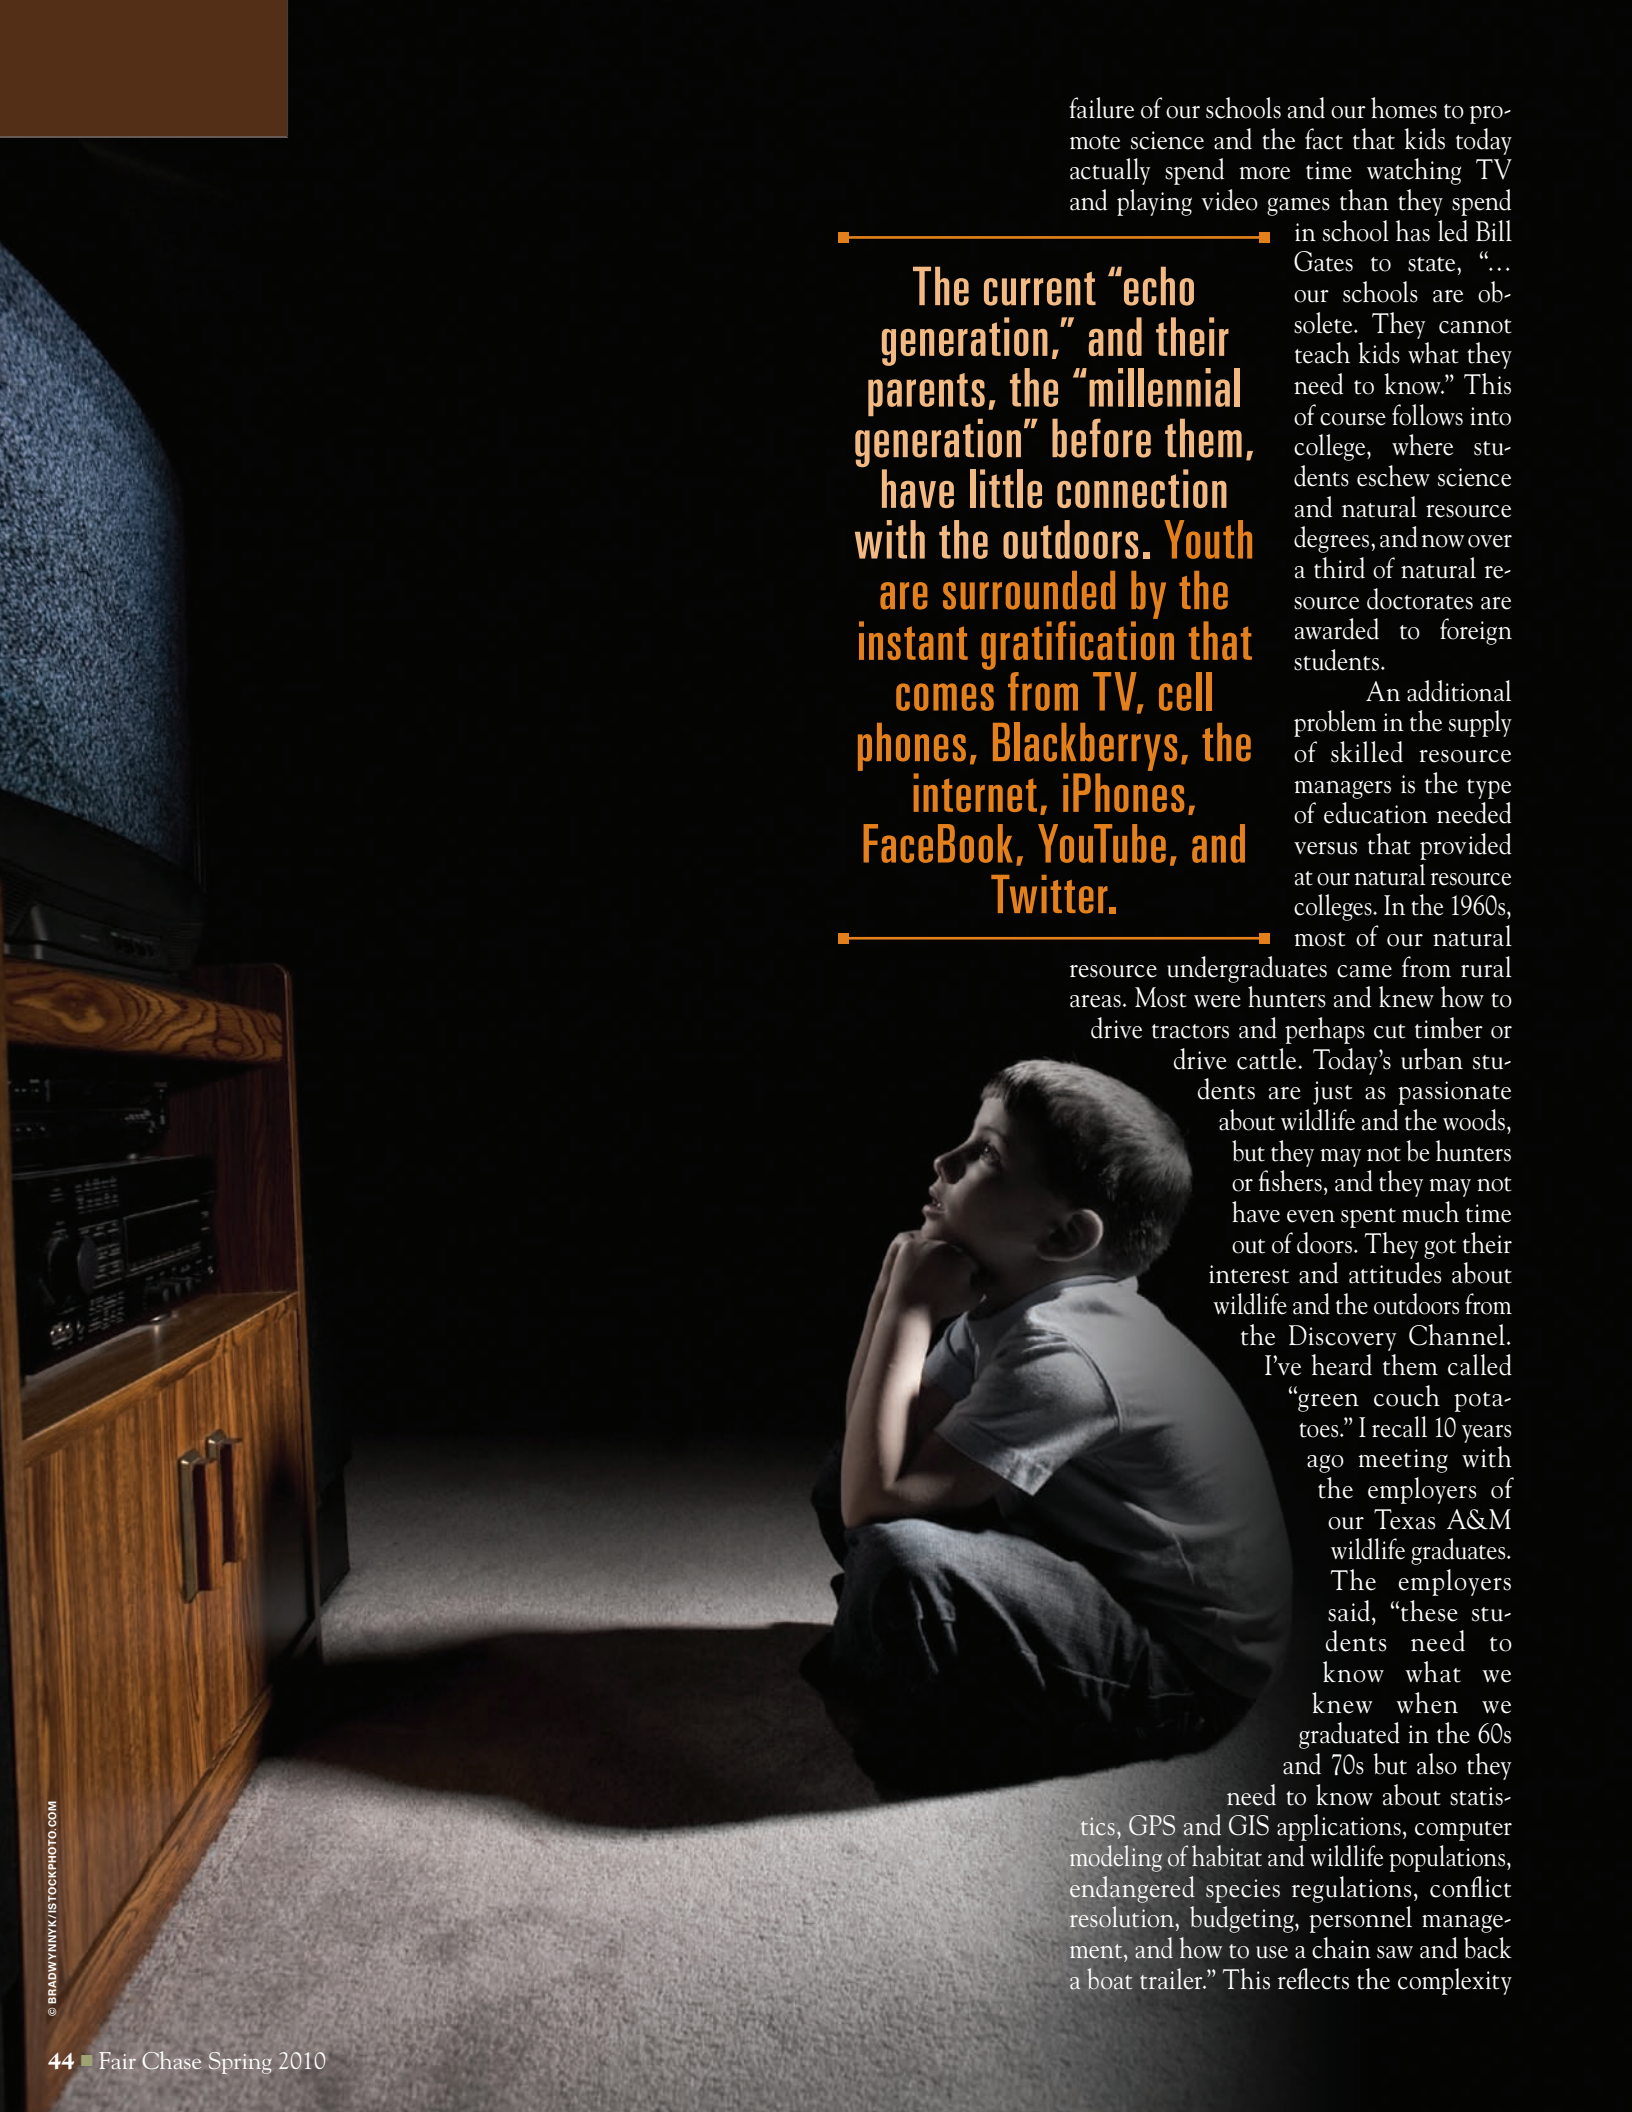 failure of our schools and our homes to pro-
mote science and the fact that kids today
actually spend more time watching TV
and playing video games than they spend
in school has led Bill
Gates to state, “…
our schools are ob-
solete. They cannot
teach kids what they
need to know.” This
of course follows into
college, where stu-
dents eschew science
and natural resource
degrees, and now over
a third of natural re-
source doctorates are
awarded to foreign
students.
An additional
problem in the supply
of skilled resource
managers is the type
of education needed
versus that provided
at our natural resource
colleges. In the 1960s,
most of our natural
resource undergraduates came from rural
areas. Most were hunters and knew how to
drive tractors and perhaps cut timber or
drive cattle. Today’s urban stu-
dents are just as passionate
about wildlife and the woods,
but they may not be hunters
or fishers, and they may not
have even spent much time
out of doors. They got their
interest and attitudes about
wildlife and the outdoors from
the Discovery Channel.
I’ve heard them called
“green couch pota-
toes.” I recall 10 years
ago meeting with
the employers of
our Texas A&M
wildlife graduates.
The employers
said, “these stu-
dents need to
know what we
knew when we
graduated in the 60s
and 70s but also they
need to know about statis-
tics, GPS and GIS applications, computer
modeling of habitat and wildlife populations,
endangered species regulations, conflict
resolution, budgeting, personnel manage-
ment, and how to use a chain saw and back
a boat trailer.” This reflects the complexity
The current “echo
generation,” and their
parents, the “millennial
generation” before them,
have little connection
with the outdoors. Youth
are surrounded by the
instant gratification that
comes from TV, cell
phones, Blackberrys, the
internet, iPhones,
FaceBook, YouTube, and
Twitter.
© BRADWYNNYK/ISTOCKPHOTO.COM
44 ■ Fair Chase Spring 2010